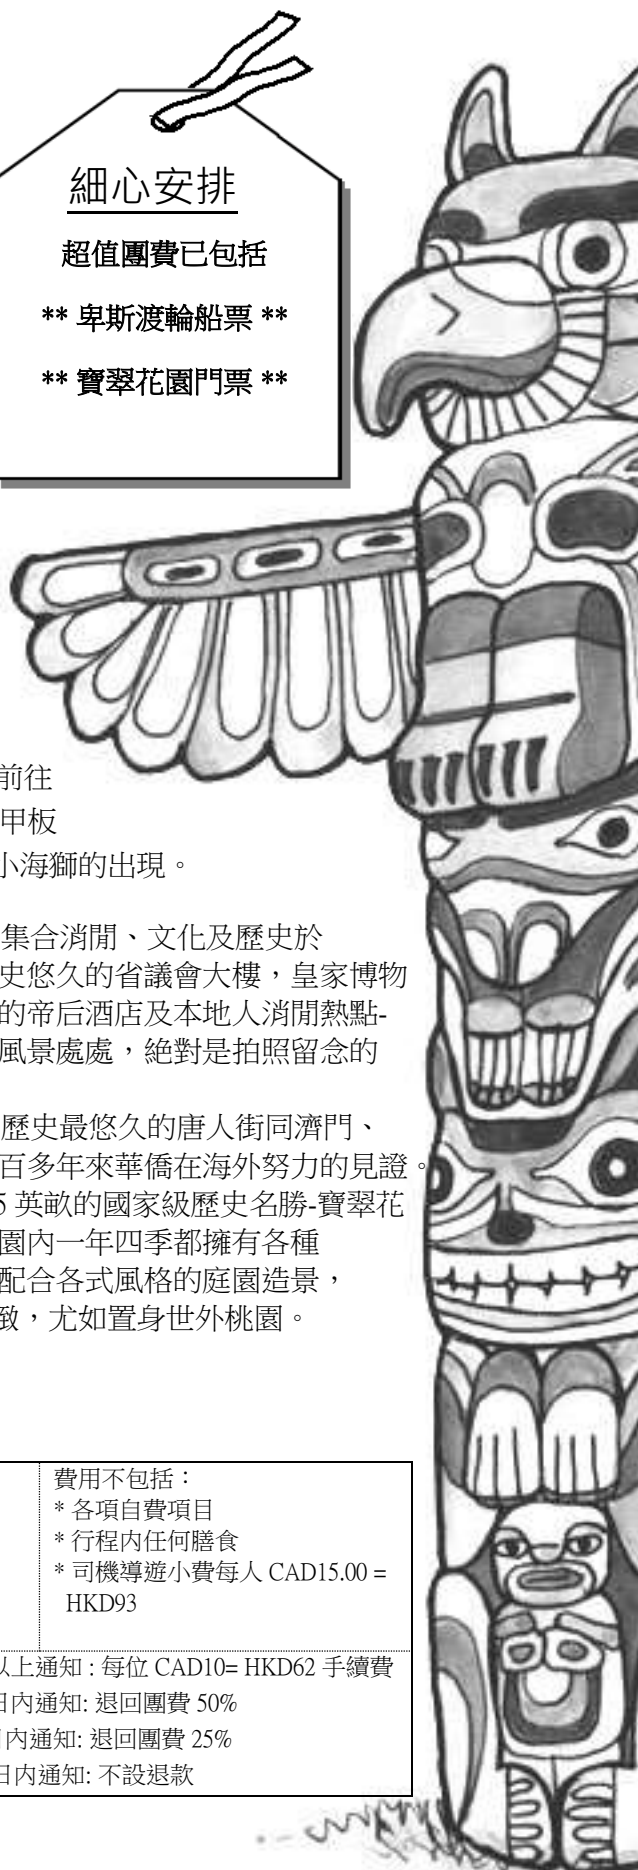 細心安排
超值團費已包括
** 卑斯渡輪船票 **
** 寶翠花園門票 **
前往
甲板
小海獅的出現。
集合消閒、文化及歷史於
史悠久的省議會大樓，皇家博物
的帝后酒店及本地人消閒熱點-
風景處處，絕對是拍照留念的
歷史最悠久的唐人街同濟門、
百多年來華僑在海外努力的見證。
5 英畝的國家級歷史名勝-寶翠花
園內一年四季都擁有各種
配合各式風格的庭園造景，
緻，尤如置身世外桃園。
費用不包括：
* 各項自費項目
* 行程內任何膳食
* 司機導遊小費每人 CAD15.00 =
HKD93
以上通知 : 每位 CAD10= HKD62 手續費
日內通知: 退回團費 50%
日內通知: 退回團費 25%
日内通知: 不設退款